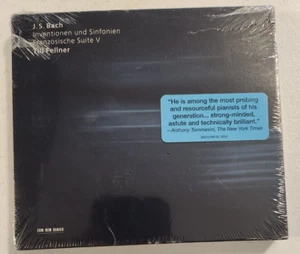 J.S. Bach
Inventionen und Sinfonien
Französische Suite V
Till Fellner
"He is among the most probing
and resourceful pianists of his
generation... strong-minded,
astute and technically brilliant."
– Anthony Tommasini, The New York Times
ECM NEW SERIES